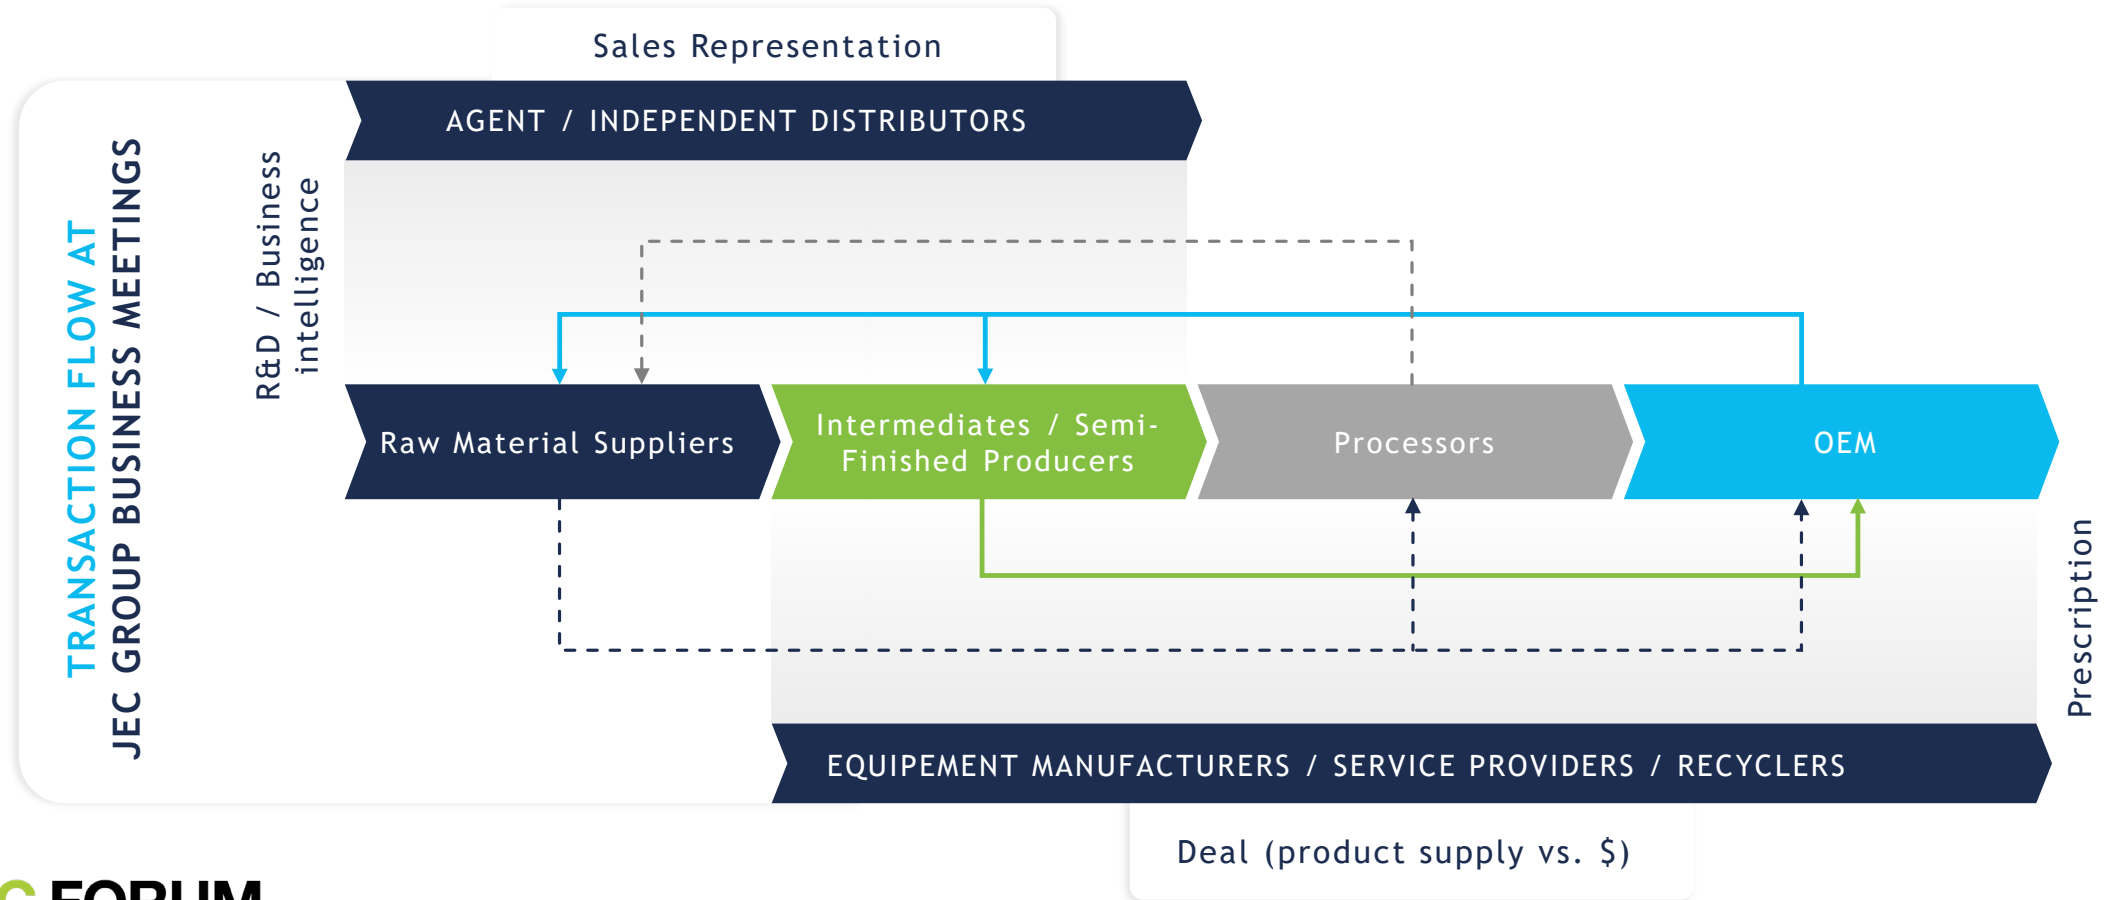 Sales Representation
AGENT / INDEPENDENT DISTRIBUTORS
TRANSACTION FLOW AT
JEC GROUP BUSINESS MEETINGS
R&D / Business
intelligence
Raw Material Suppliers
Intermediates / Semi-
Finished Producers
Processors
OEM
Prescription
EQUIPEMENT MANUFACTURERS / SERVICE PROVIDERS / RECYCLERS
Deal (product supply vs. $)
C FORUM